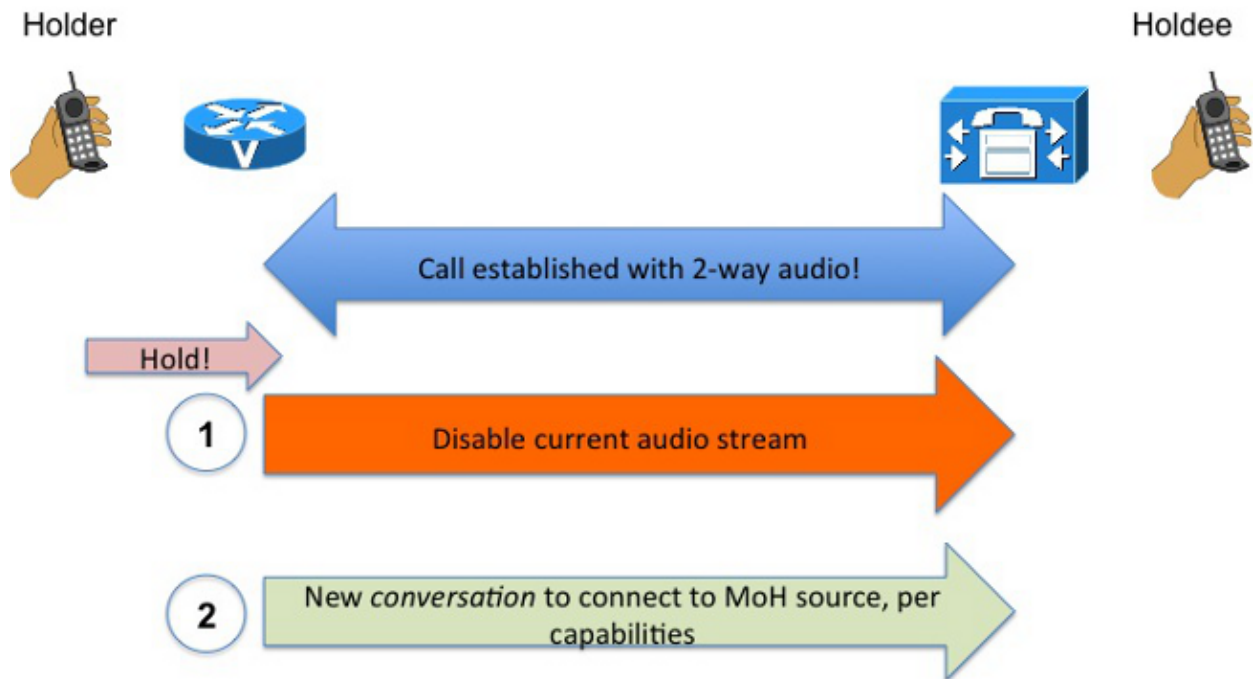 Holder
Holdee
V
Call established with 2-way audio!
Hold!
1
Disable current audio stream
2
New conversation to connect to MoH source, per
capabilities